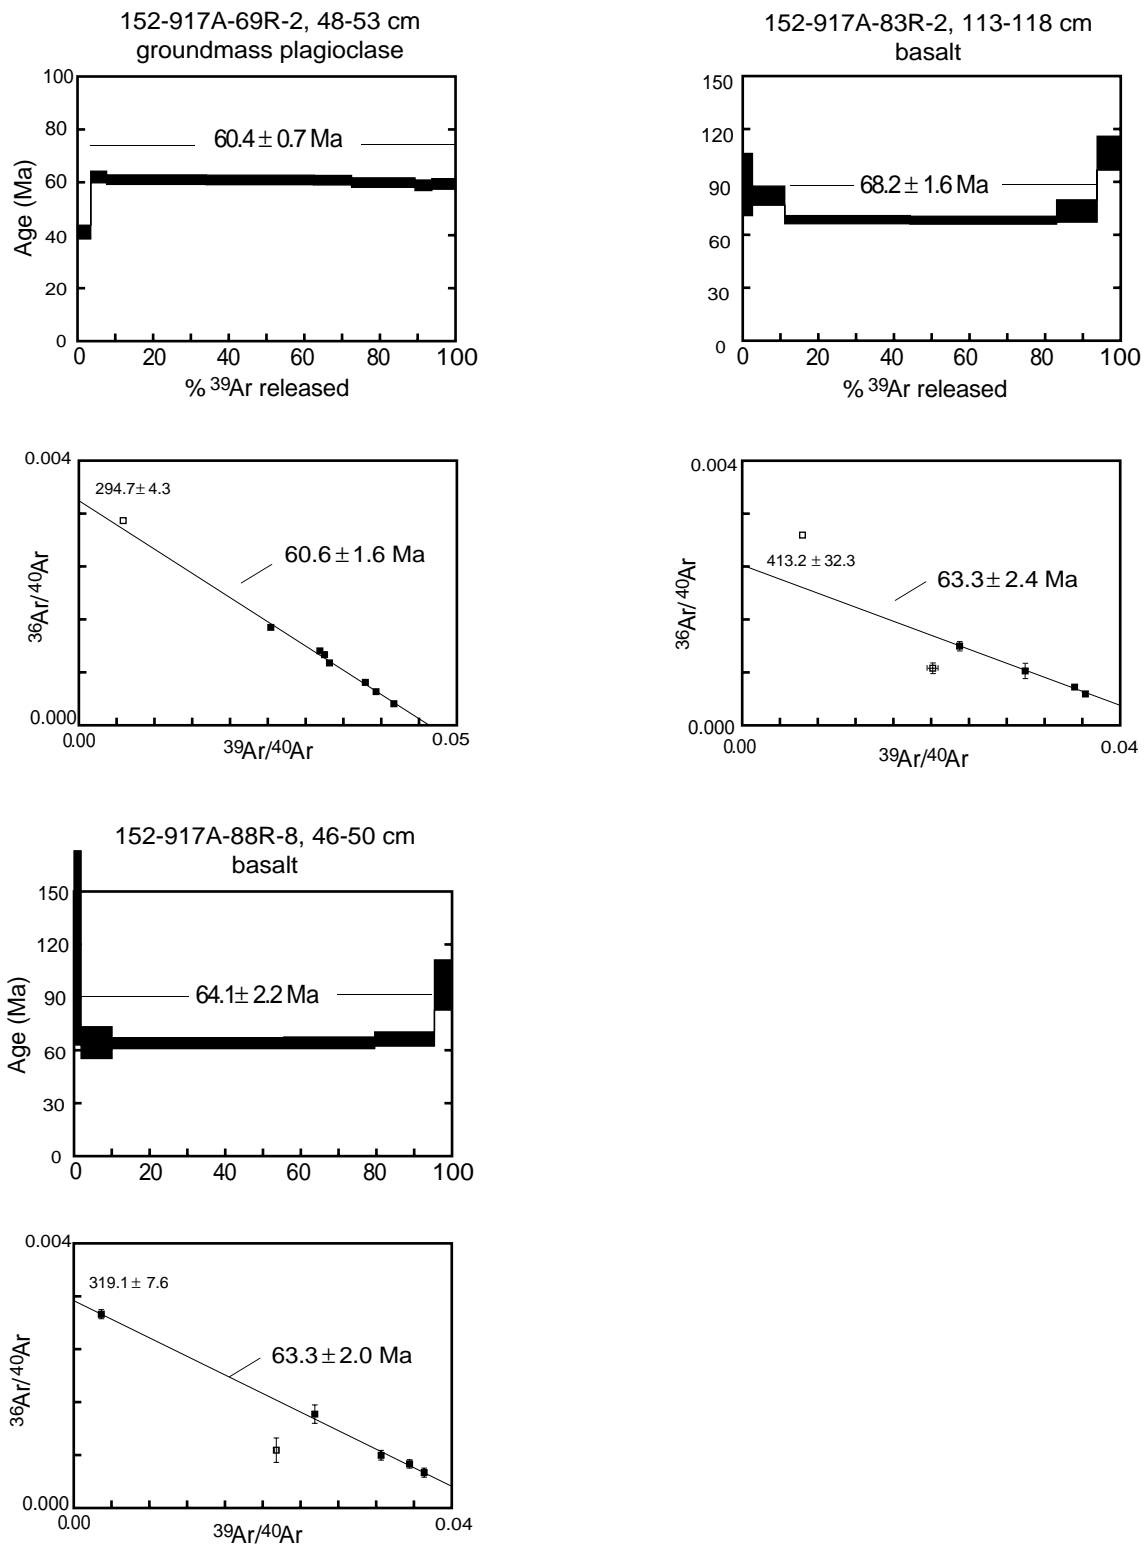 152-917A-69R-2, 48-53 cm
groundmass plagioclase
100
80
60
40
20
0
Age (Ma)
60.4 ± 0.7 Ma
0 20 40 60 80 100
% 39Ar released
152-917A-83R-2, 113-118 cm
basalt
150
120
90
60
30
0
68.2 ± 1.6 Ma
0 20 40 60 80 100
% 39Ar released
0.004
294.7 ± 4.3
60.6 ± 1.6 Ma
36Ar/40Ar
0.000
0.00 0.05
39Ar/40Ar
0.004
413.2 ± 32.3
63.3 ± 2.4 Ma
36Ar/40Ar
0.000
0.00 0.04
39Ar/40Ar
152-917A-88R-8, 46-50 cm
basalt
150
120
90
60
30
0
Age (Ma)
64.1 ± 2.2 Ma
0 20 40 60 80 100
0.004
319.1 ± 7.6
63.3 ± 2.0 Ma
36Ar/40Ar
0.000
0.00 0.04
39Ar/40Ar